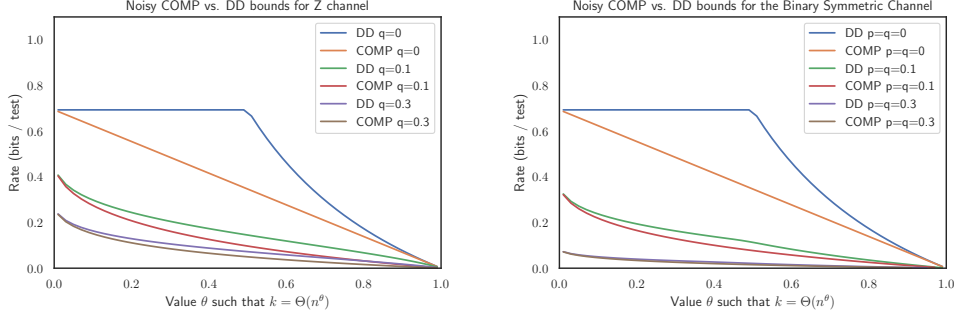 Noisy COMP vs. DD bounds for Z channel
1.0
0.8
0.6
0.4
0.2
0.0
Rate (bits / test)
DD q=0
COMP q=0
DD q=0.1
COMP q=0.1
DD q=0.3
COMP q=0.3
0.0 0.2 0.4 0.6 0.8 1.0
Value θ such that k = Θ(n^θ)
Noisy COMP vs. DD bounds for the Binary Symmetric Channel
1.0
0.8
0.6
0.4
0.2
0.0
Rate (bits / test)
DD p=q=0
COMP p=q=0
DD p=q=0.1
COMP p=q=0.1
DD p=q=0.3
COMP p=q=0.3
0.0 0.2 0.4 0.6 0.8 1.0
Value θ such that k = Θ(n^θ)